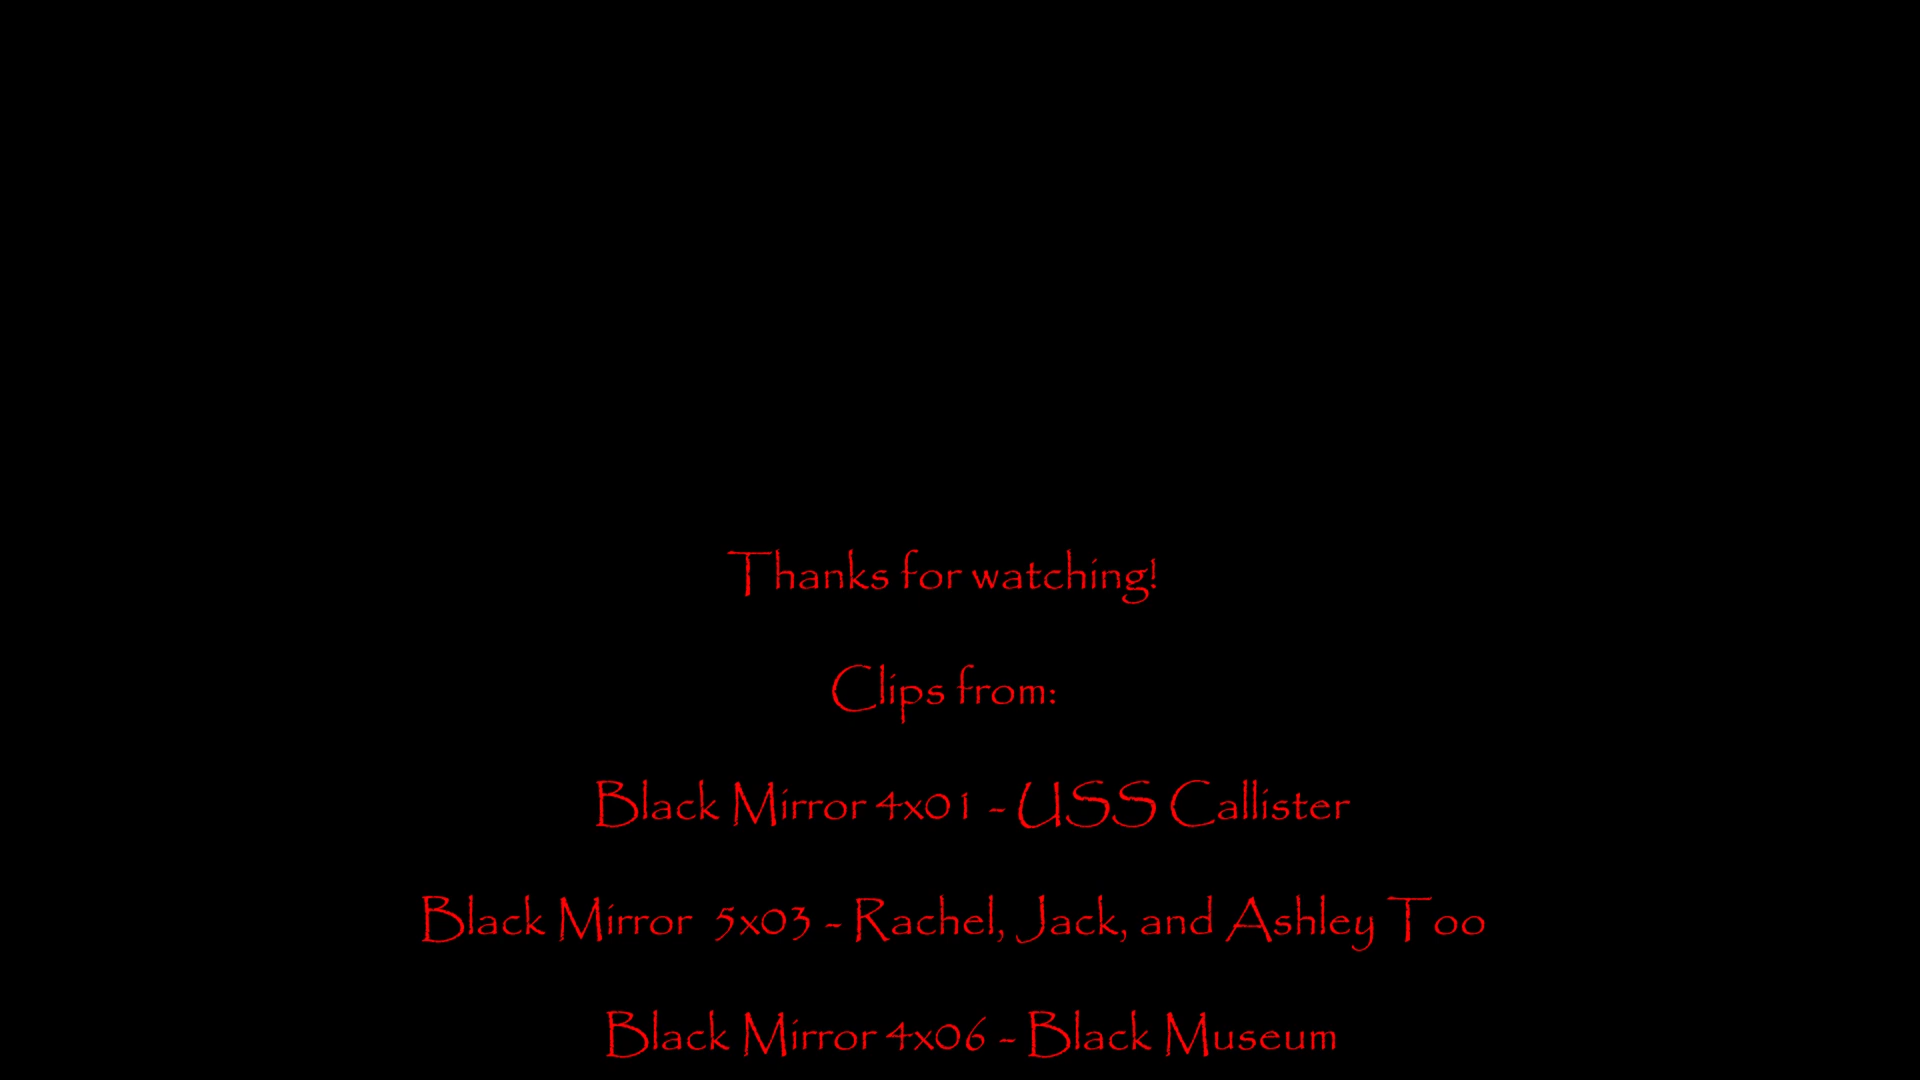 Thanks for watching!
Clips from:
Black Mirror 4x01 - USS Callister
Black Mirror  5x03 - Rachel, Jack, and Ashley Too
Black Mirror 4x06 - Black Museum